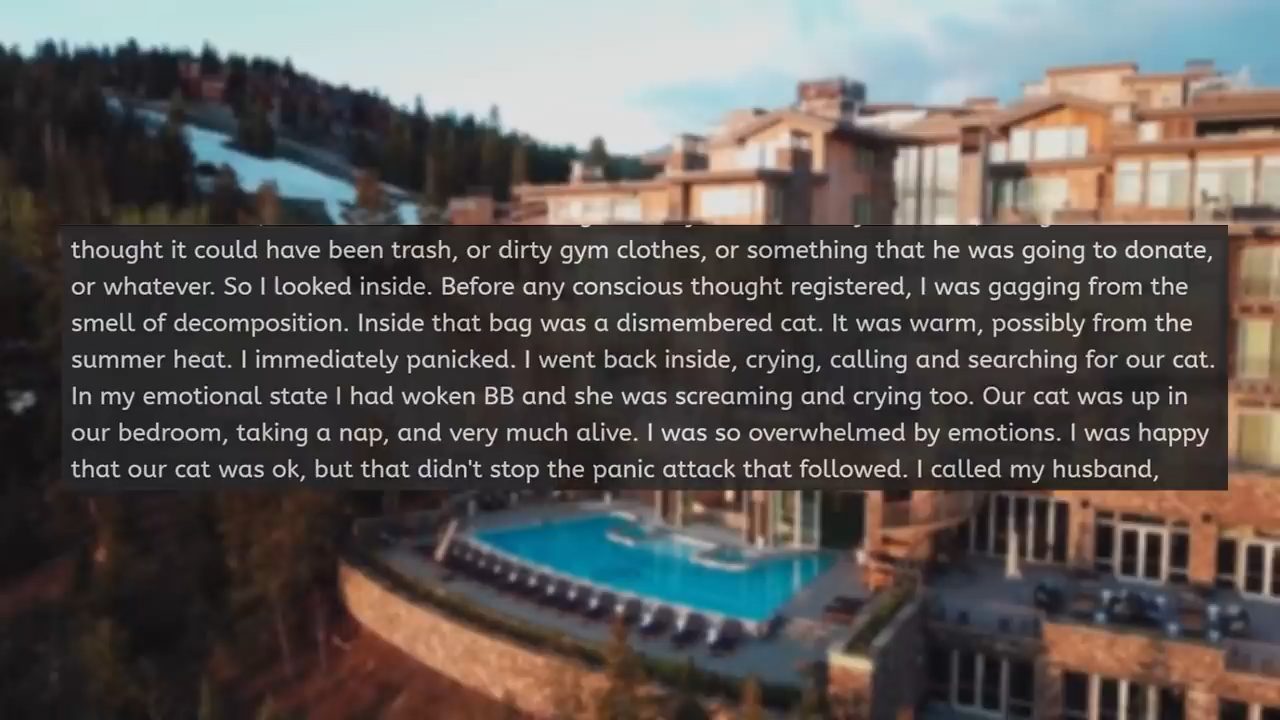 thought it could have been trash, or dirty gym clothes, or something that he was going to donate,
or whatever. So I looked inside. Before any conscious thought registered, I was gagging from the
smell of decomposition. Inside that bag was a dismembered cat. It was warm, possibly from the
summer heat. I immediately panicked. I went back inside, crying, calling and searching for our cat.
In my emotional state I had woken BB and she was screaming and crying too. Our cat was up in
our bedroom, taking a nap, and very much alive. I was so overwhelmed by emotions. I was happy
that our cat was ok, but that didn't stop the panic attack that followed. I called my husband,